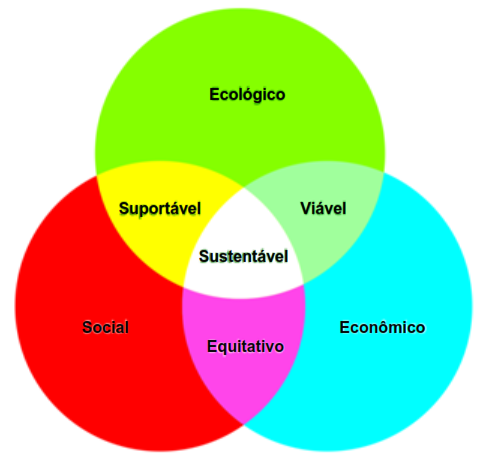 Ecológico
Suportável
Viável
Sustentável
Social
Econômico
Equitativo